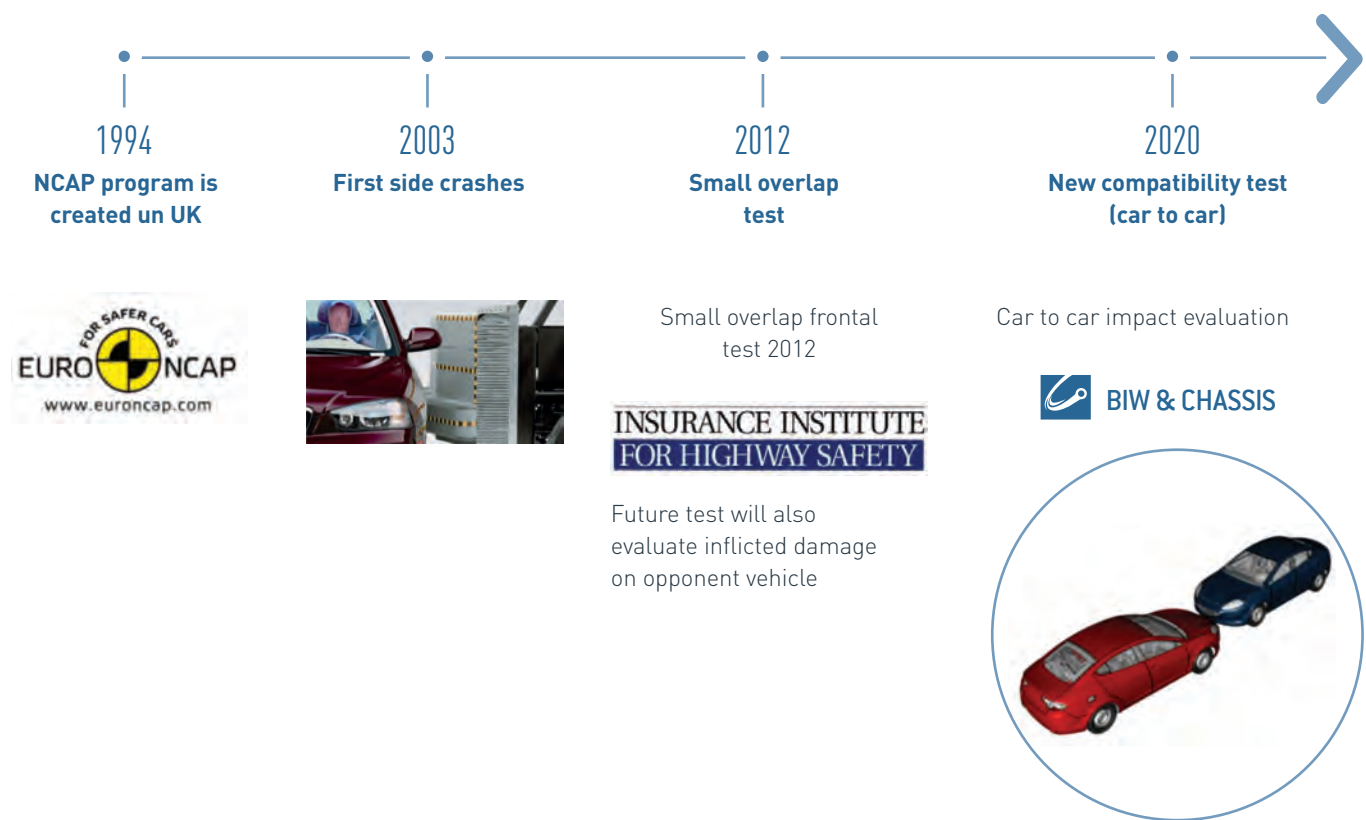 1994
NCAP program is
created un UK
FOR SAFER CARS
EURO NCAP
www.euroncap.com
2003
First side crashes
2012
Small overlap
test
Small overlap frontal
test 2012
INSURANCE INSTITUTE
FOR HIGHWAY SAFETY
Future test will also
evaluate inflicted damage
on opponent vehicle
2020
New compatibility test
(car to car)
Car to car impact evaluation
BIW & CHASSIS